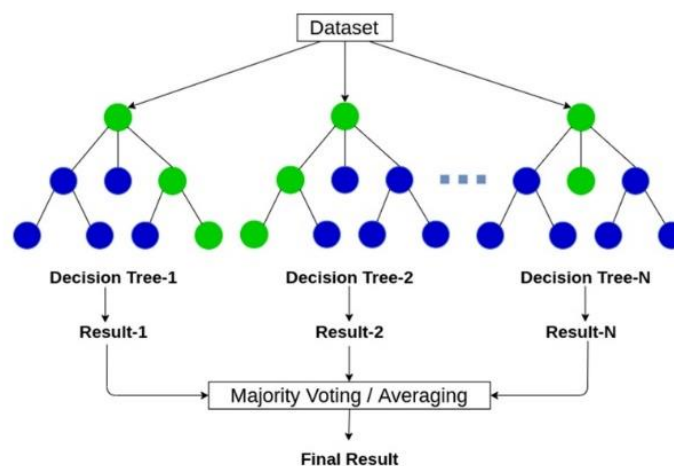 Dataset
Decision Tree-1
Decision Tree-2
Decision Tree-N
Result-1
Result-2
Result-N
Majority Voting / Averaging
Final Result